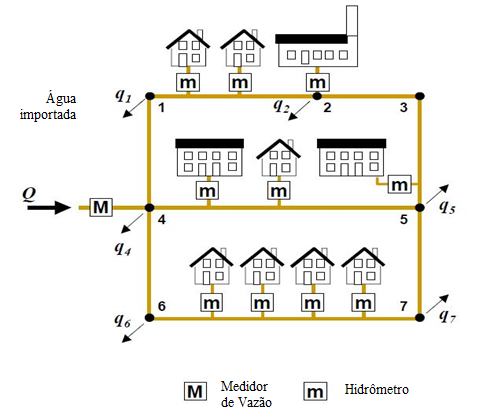 m
m
m
q1
1
q2
2
3
Água
importada
m
m
m
Q
M
q4
4
5
q5
m
m
m
m
q6
6
7
q7
M
Medidor
de Vazão
m
Hidrômetro